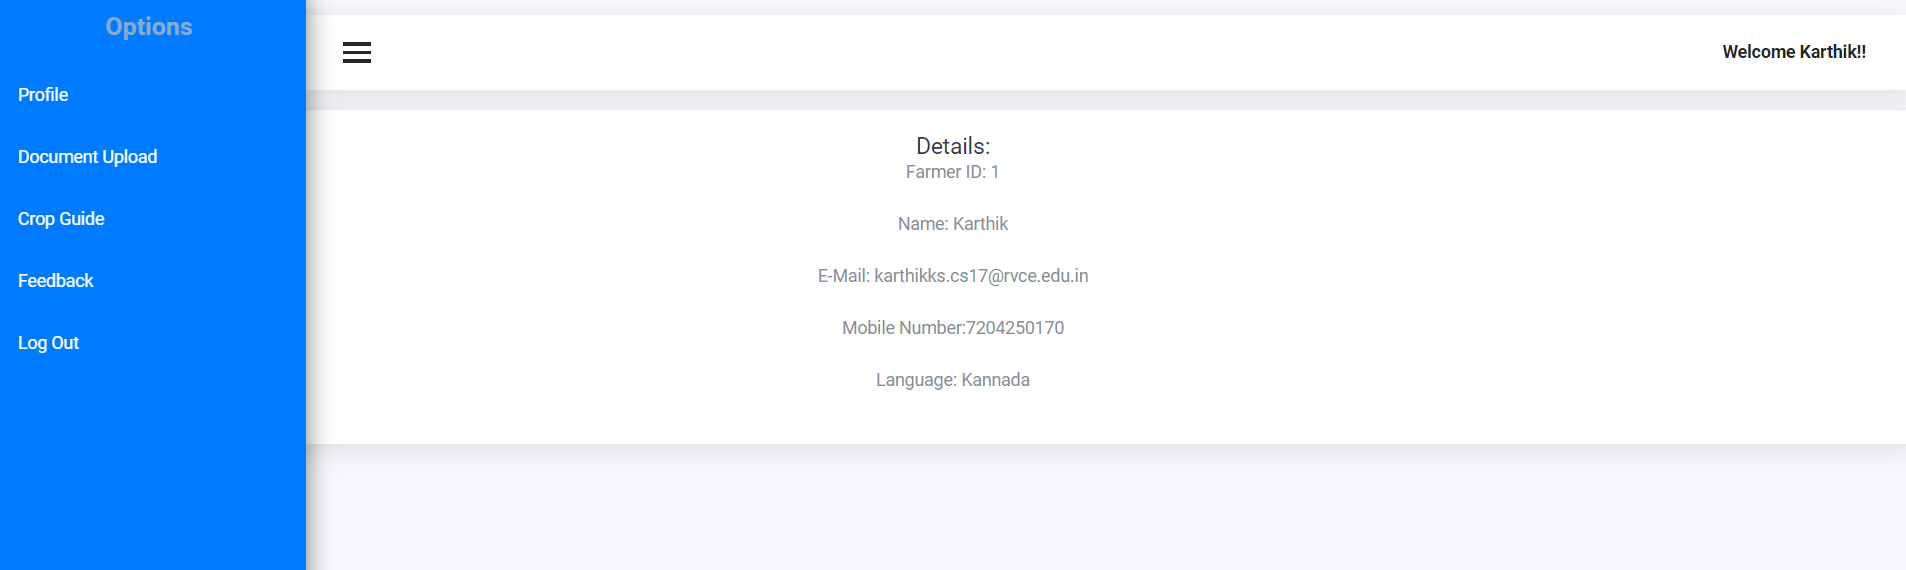 Options
Profile
Document Upload
Crop Guide
Feedback
Log Out
Welcome Karthik!!
Details:
Farmer ID: 1
Name: Karthik
E-Mail: karthikks.cs17@rvce.edu.in
Mobile Number:7204250170
Language: Kannada